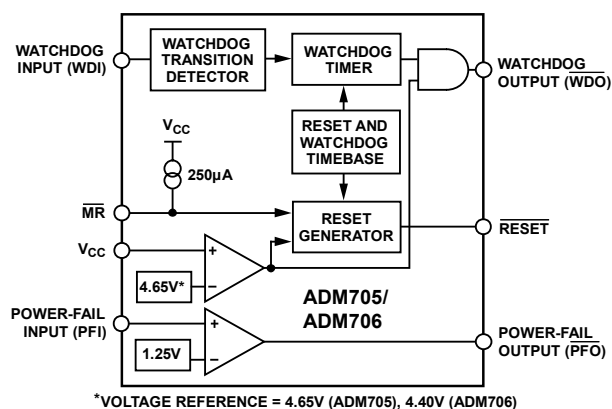 WATCHDOG
INPUT (WDI)
WATCHDOG
TRANSITION
DETECTOR
WATCHDOG
TIMER
WATCHDOG
OUTPUT (WDO)
RESET AND
WATCHDOG
TIMEBASE
VCC
250µA
MR
RESET
GENERATOR
RESET
VCC
+
4.65V*
−
ADM705/
ADM706
POWER-FAIL
INPUT (PFI)
+
1.25V
−
POWER-FAIL
OUTPUT (PFO)
*VOLTAGE REFERENCE = 4.65V (ADM705), 4.40V (ADM706)